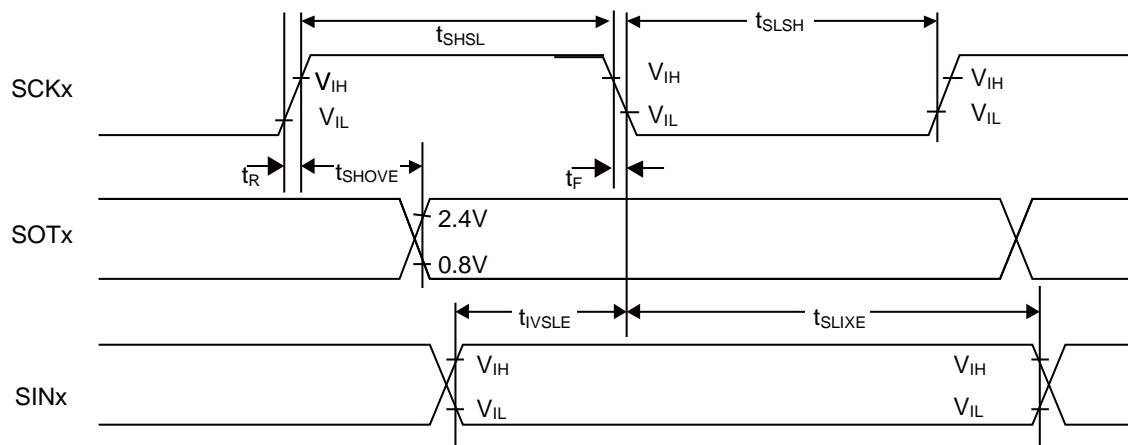 tSHSL tSLSH
SCKx VIH VIH VIH
VIL VIL VIL
tR tSHOVE tF
SOTx 2.4V
0.8V
tIVSLE tSLIXE
SINx VIH VIH
VIL VIL